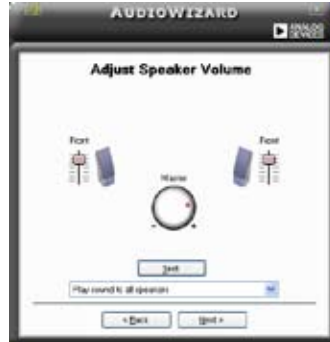 AUDIOWIZARD
ANALOG
DEVICES
Adjust Speaker Volume
Front Front
Master
- +
Test
Play sound to all speakers
< Back Next >